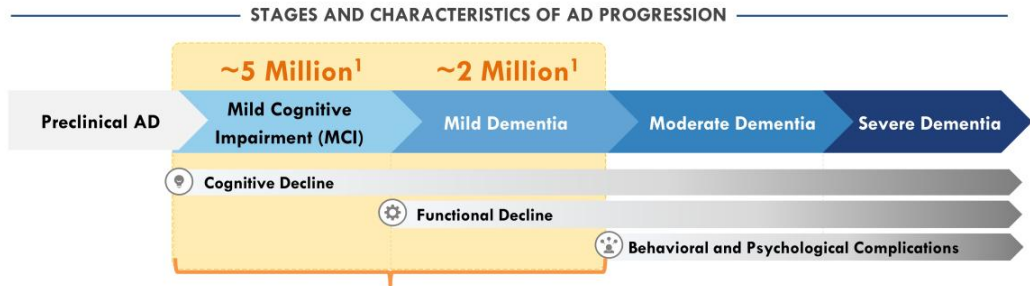 STAGES AND CHARACTERISTICS OF AD PROGRESSION
~5 Million¹
~2 Million¹
Preclinical AD
Mild Cognitive
Impairment (MCI)
Mild Dementia
Moderate Dementia
Severe Dementia
Cognitive Decline
Functional Decline
Behavioral and Psychological Complications